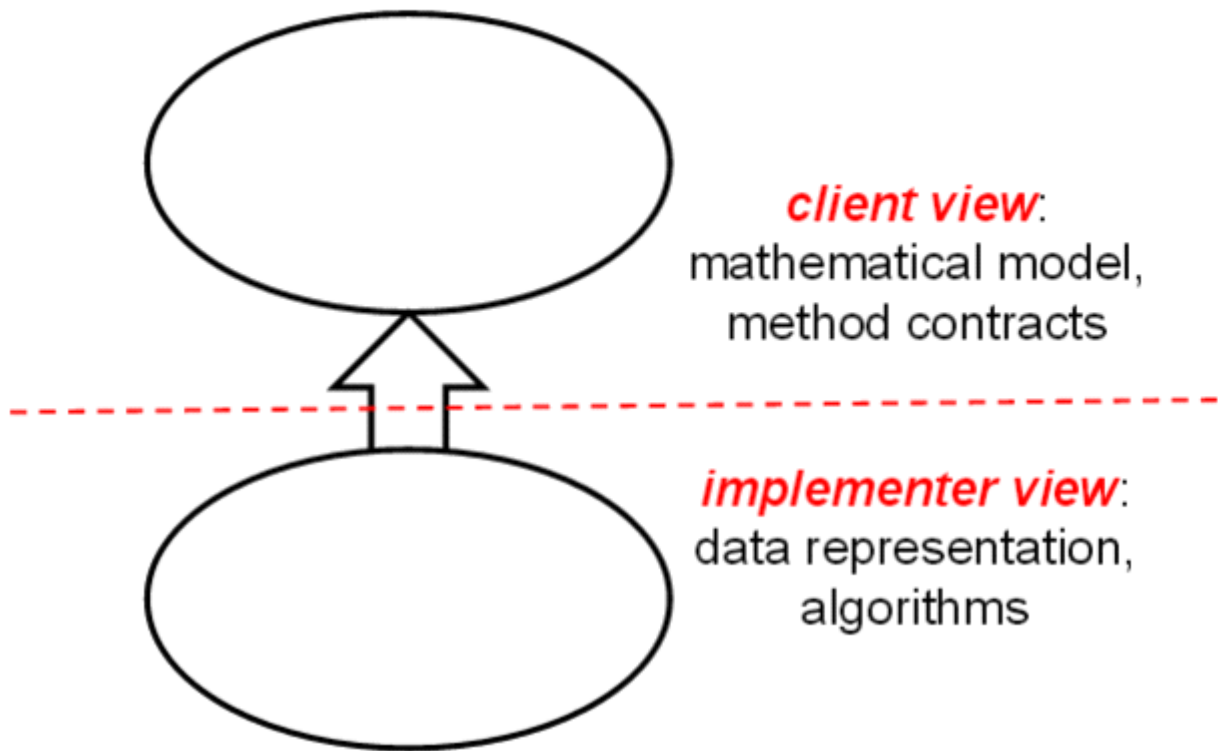 client view:
mathematical model,
method contracts
implementer view:
data representation,
algorithms